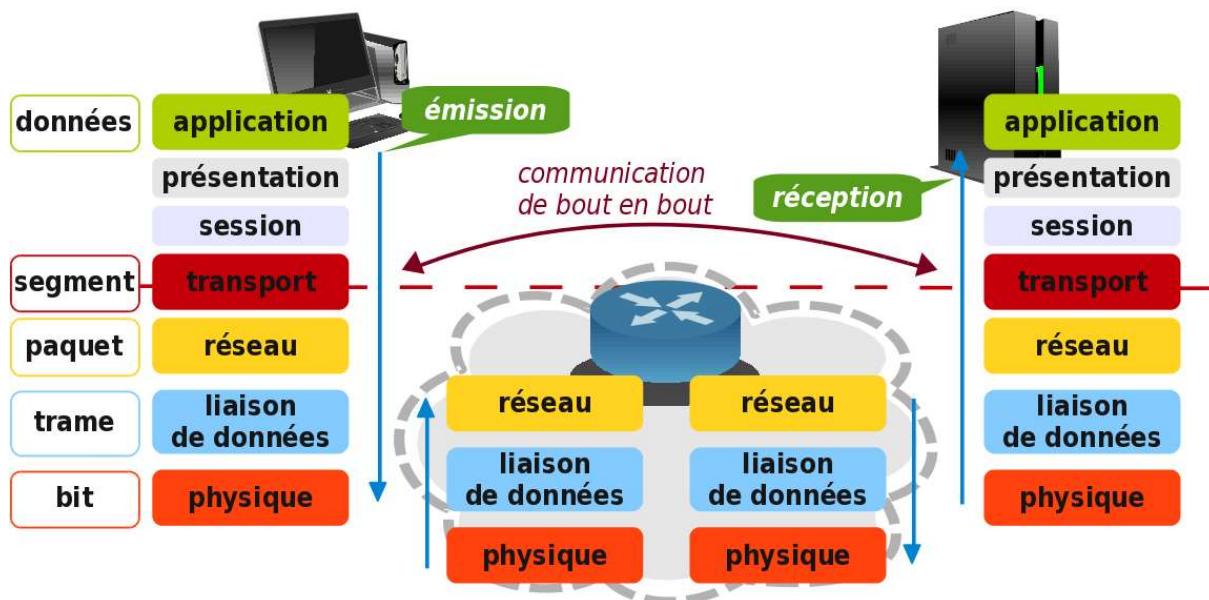 données
application
émission
application
présentation
communication
de bout en bout
réception
présentation
session
session
segment
transport
transport
paquet
réseau
réseau
réseau
réseau
trame
liaison
de données
liaison
de données
liaison
de données
liaison
de données
bit
physique
physique
physique
physique